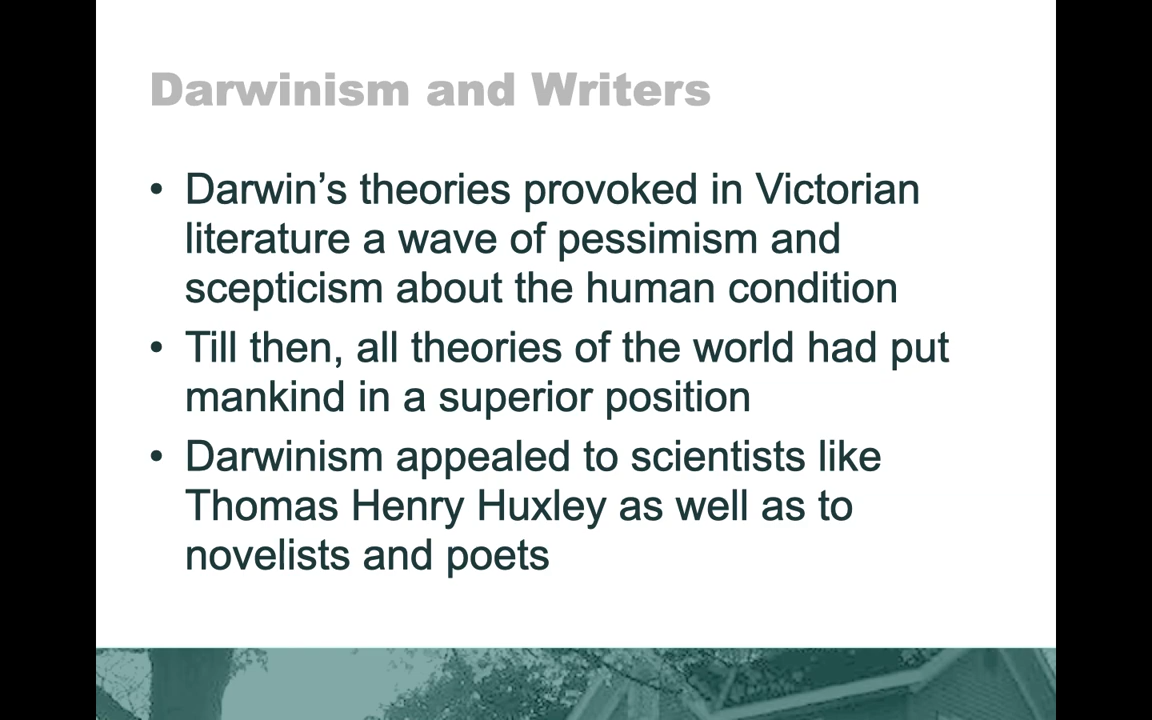 Darwinism and Writers
• Darwin’s theories provoked in Victorian
literature a wave of pessimism and
scepticism about the human condition
• Till then, all theories of the world had put
mankind in a superior position
• Darwinism appealed to scientists like
Thomas Henry Huxley as well as to
novelists and poets